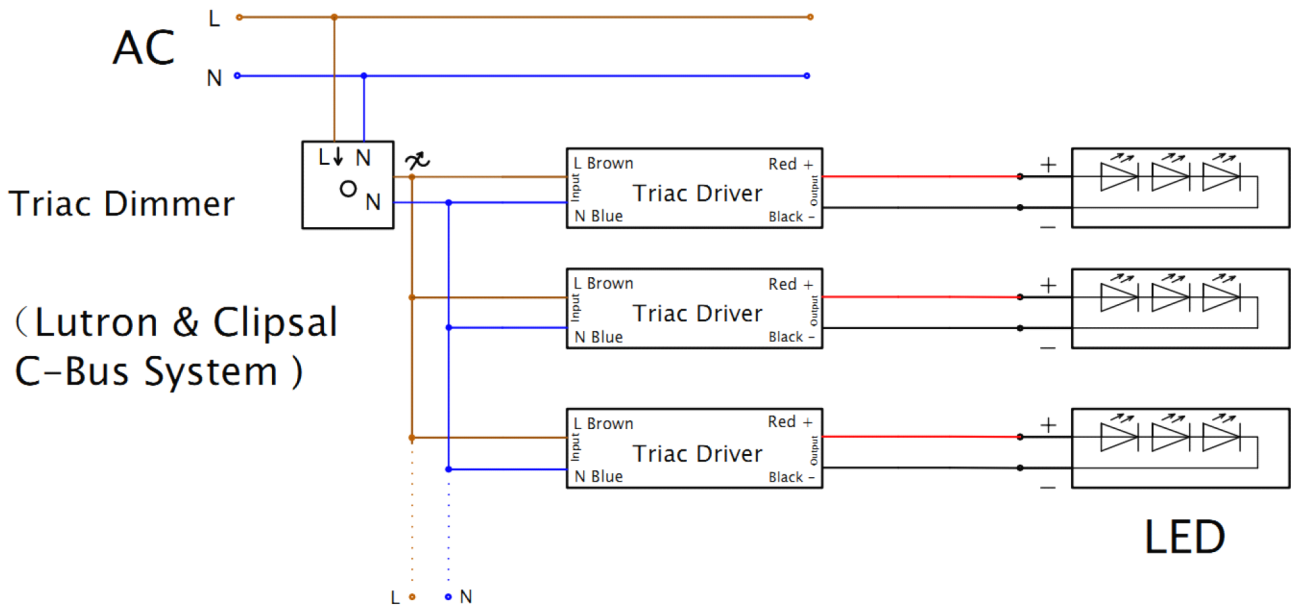 L
AC
N
L N
N
Triac Dimmer
（Lutron & Clipsal
C-Bus System )
L Brown
Red +
Input
Triac Driver
Output
N Blue
Black -
+
–
L Brown
Red +
Input
Triac Driver
Output
N Blue
Black -
+
–
L Brown
Red +
Input
Triac Driver
Output
N Blue
Black -
+
–
LED
L
N